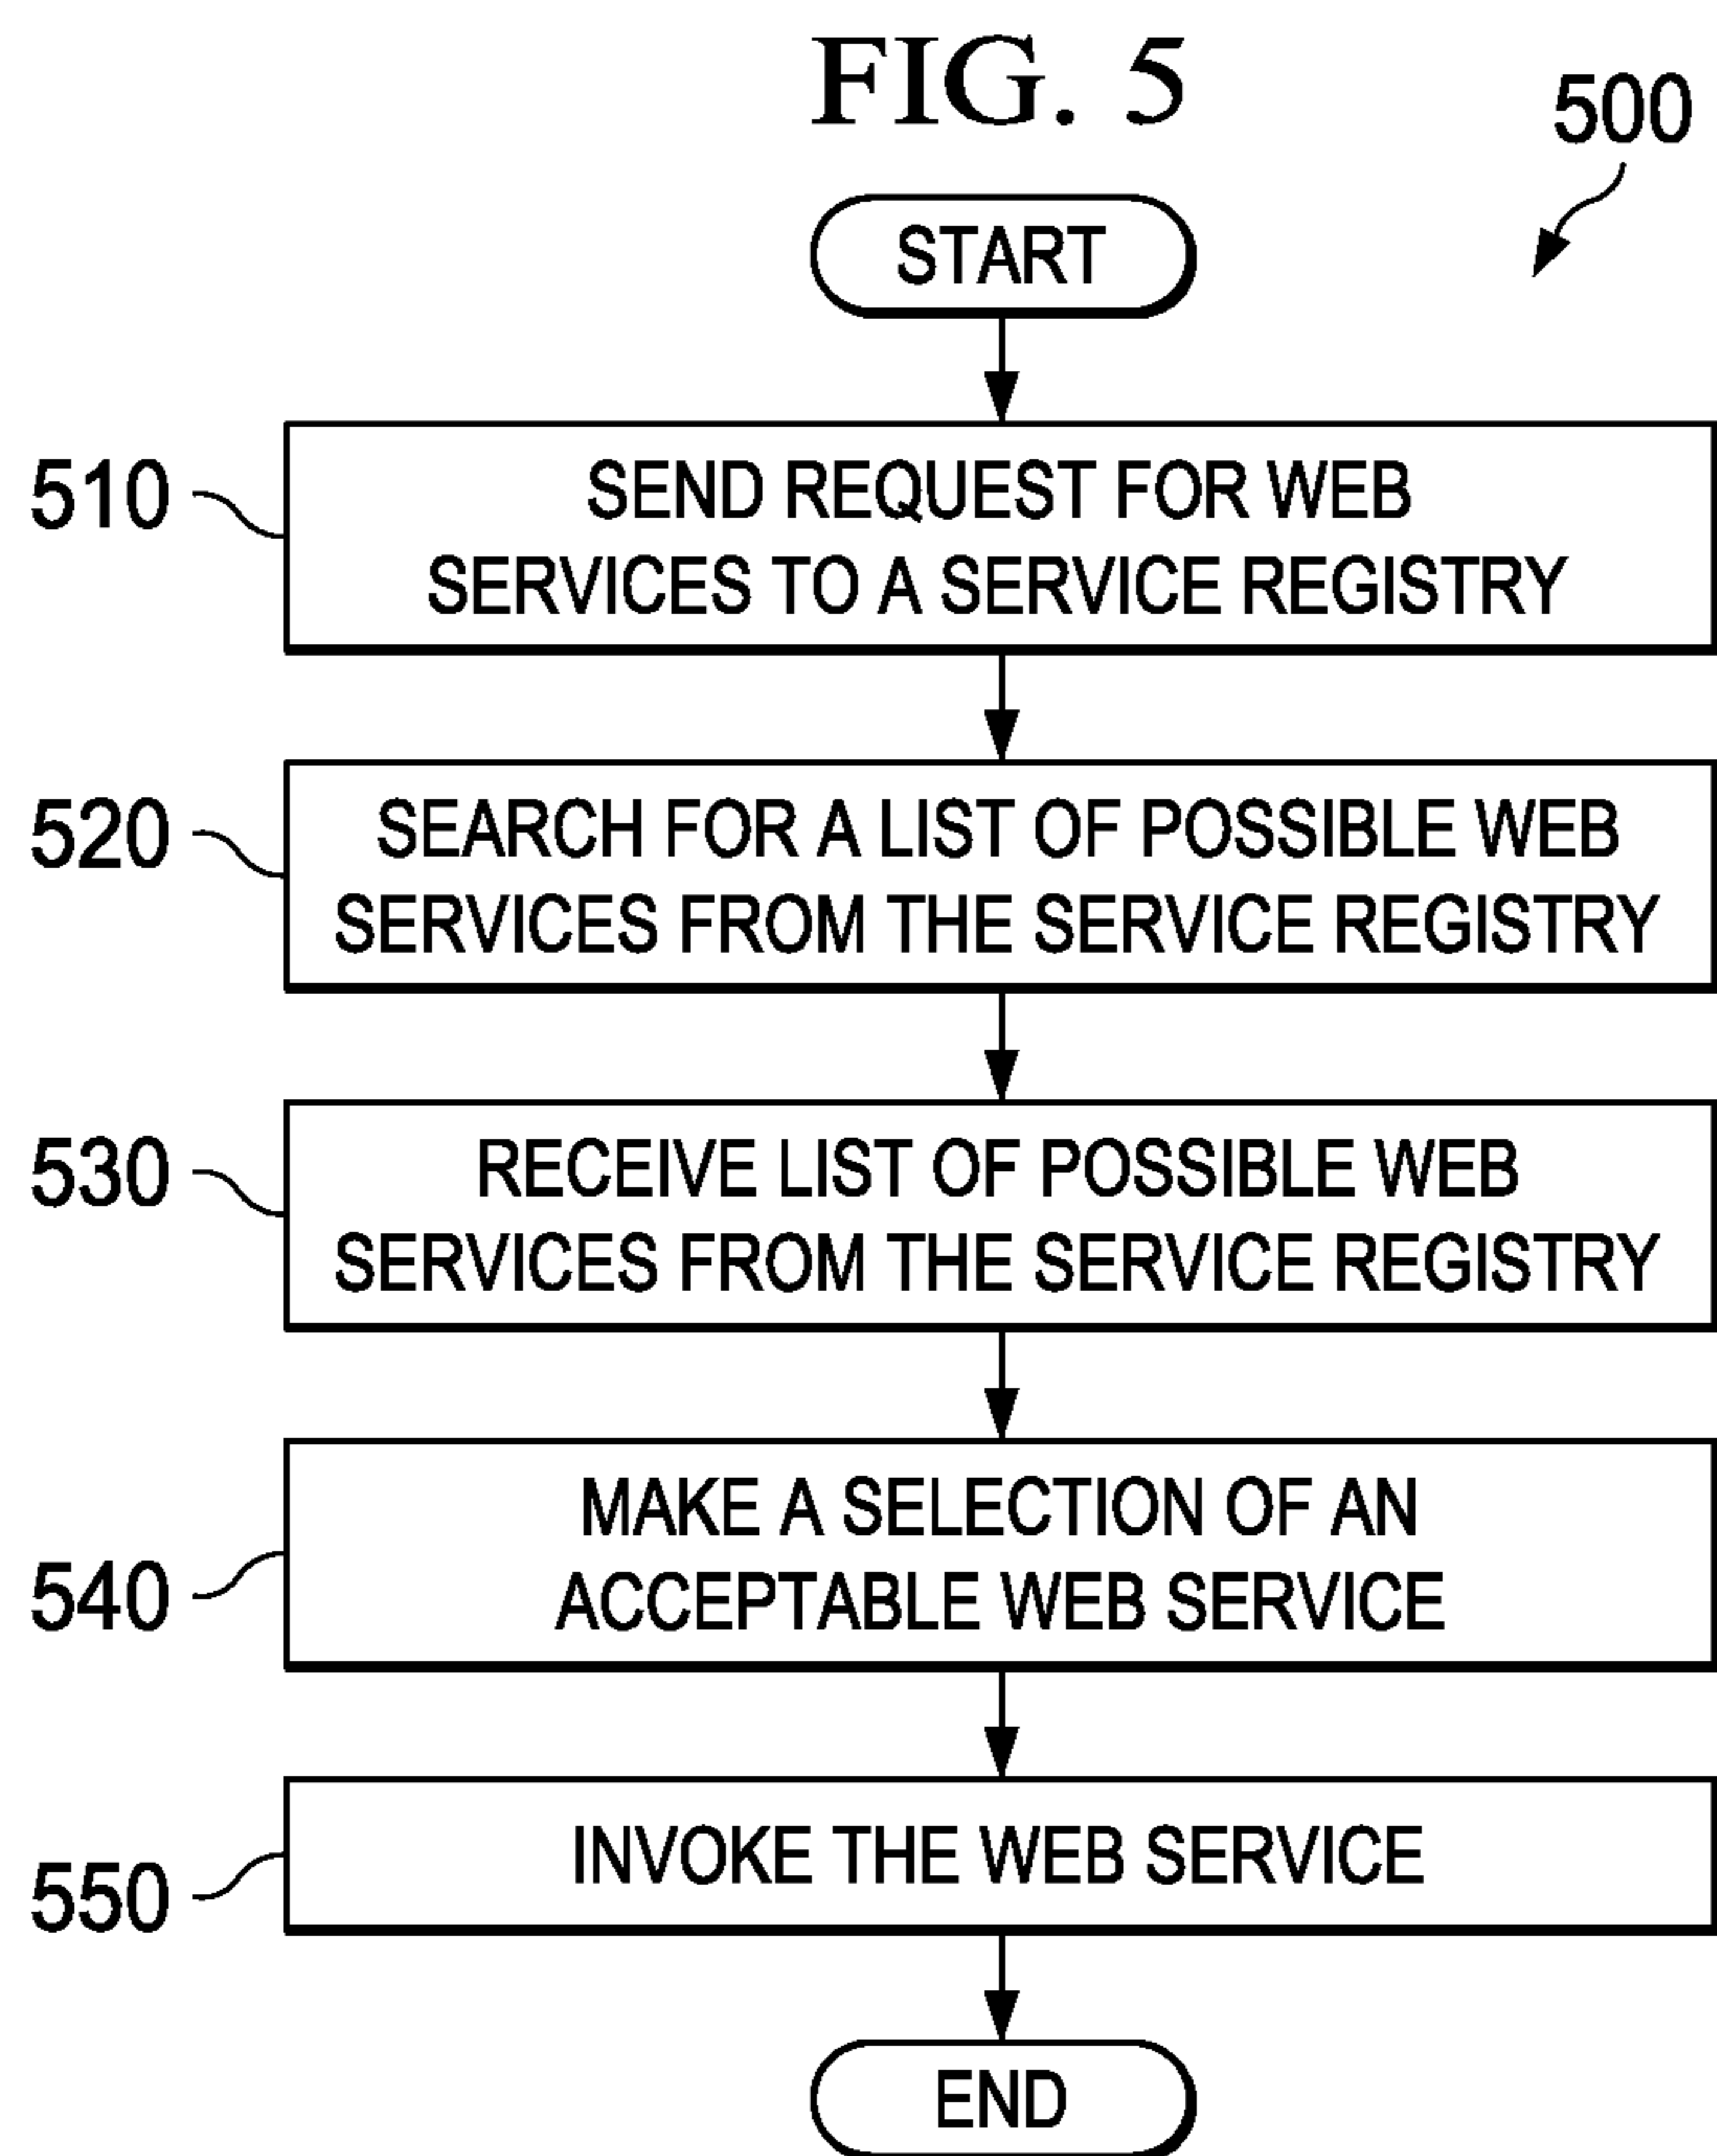 FIG. 5
500
START
510
SEND REQUEST FOR WEB
SERVICES TO A SERVICE REGISTRY
520
SEARCH FOR A LIST OF POSSIBLE WEB
SERVICES FROM THE SERVICE REGISTRY
530
RECEIVE LIST OF POSSIBLE WEB
SERVICES FROM THE SERVICE REGISTRY
540
MAKE A SELECTION OF AN
ACCEPTABLE WEB SERVICE
550
INVOKE THE WEB SERVICE
END